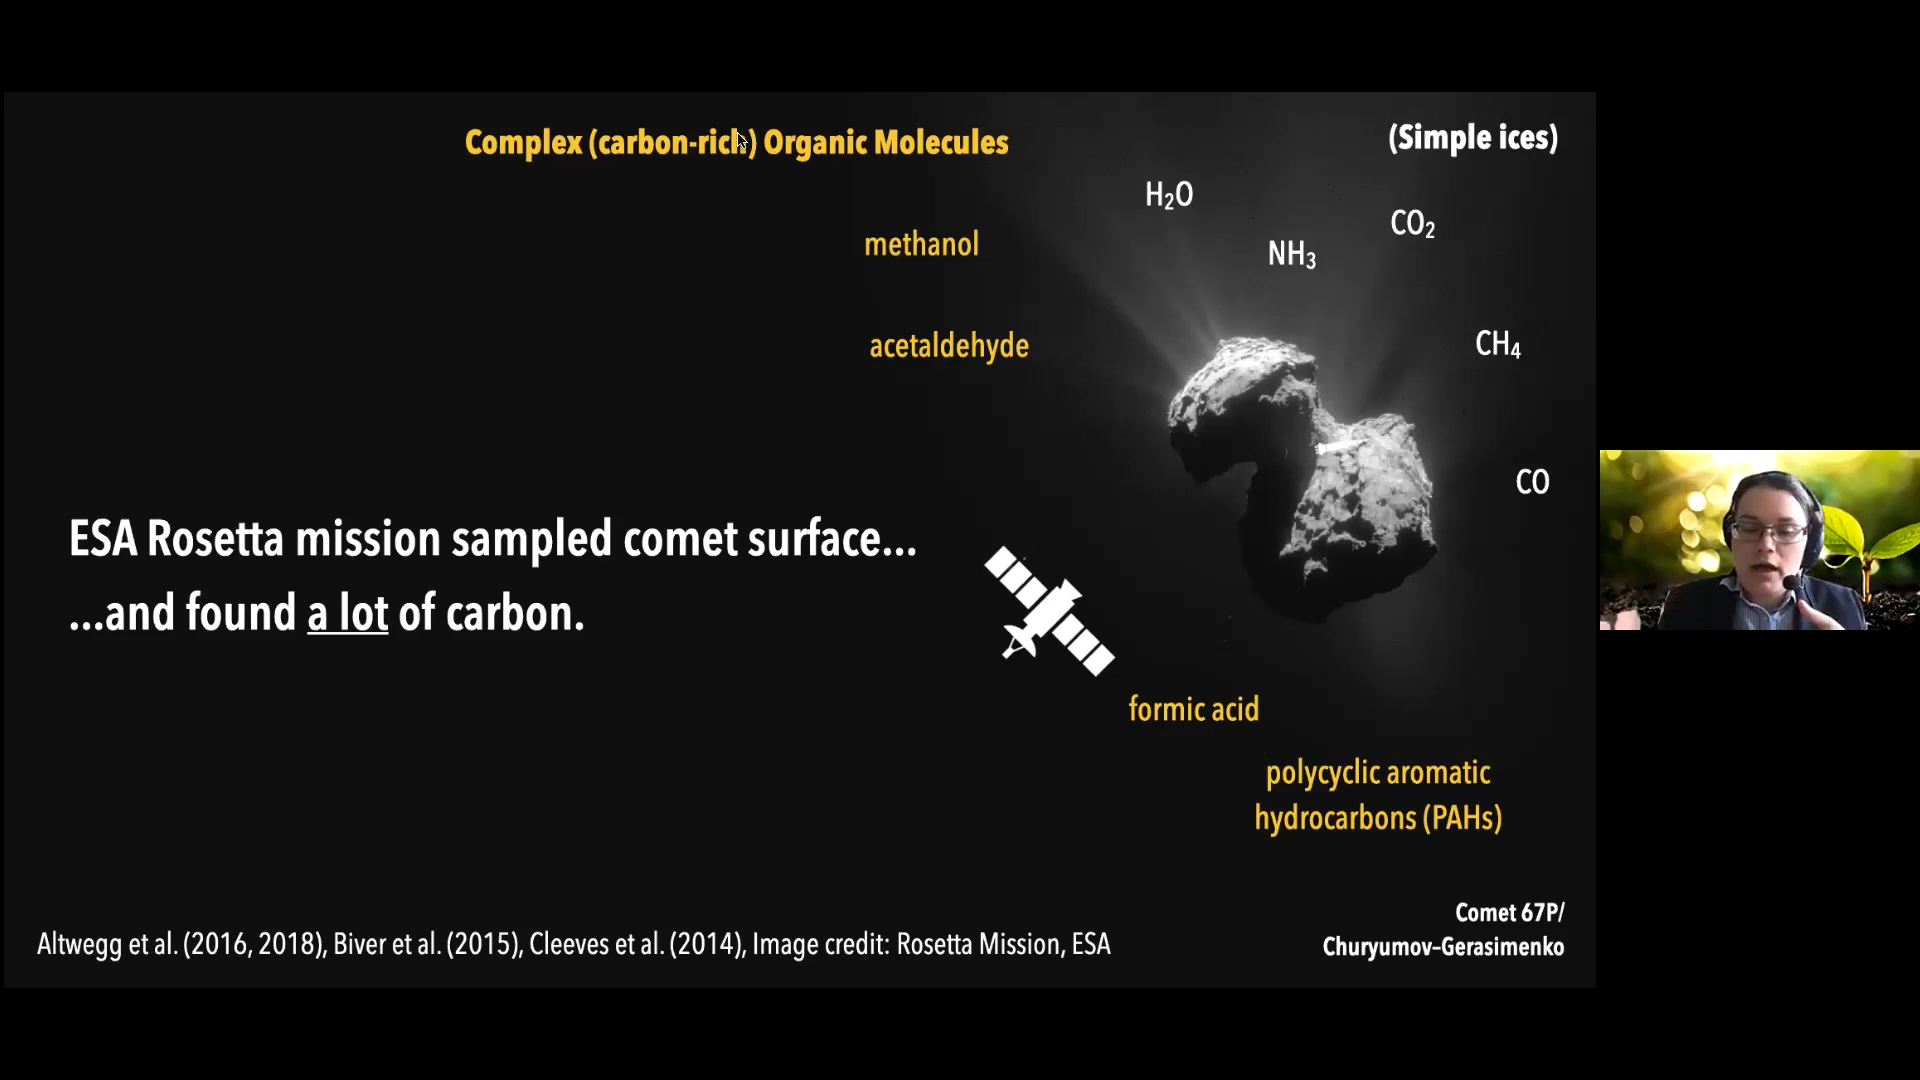 Complex (carbon-rich) Organic Molecules
(Simple ices)
H₂O
CO₂
methanol
NH₃
acetaldehyde
CH₄
CO
ESA Rosetta mission sampled comet surface...
...and found a lot of carbon.
formic acid
polycyclic aromatic
hydrocarbons (PAHs)
Comet 67P/
Churyumov–Gerasimenko
Altwegg et al. (2016, 2018), Biver et al. (2015), Cleeves et al. (2014), Image credit: Rosetta Mission, ESA